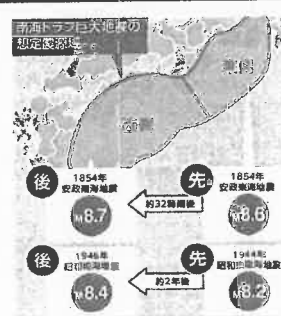 南海トラフ巨大地震の
想定震源域
東側
西側
後
1854年
安政南海地震
M8.7
約32時間後
先
1854年
安政東海地震
M8.6
後
1946年
昭和南海地震
M8.4
約2年後
先
1944年
昭和東南海地震
M8.2